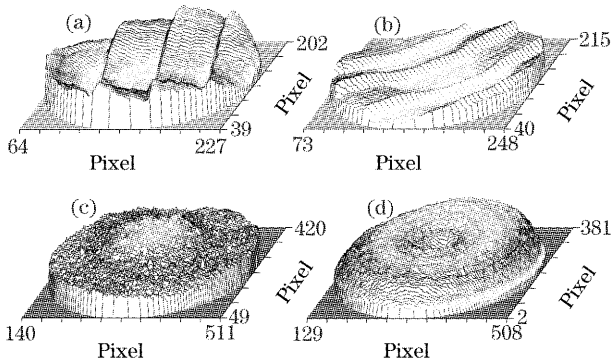 (a)
202
Pixel
39
64
227
Pixel
(b)
215
Pixel
40
73
248
Pixel
(c)
420
Pixel
49
140
511
Pixel
(d)
381
Pixel
2
129
508
Pixel